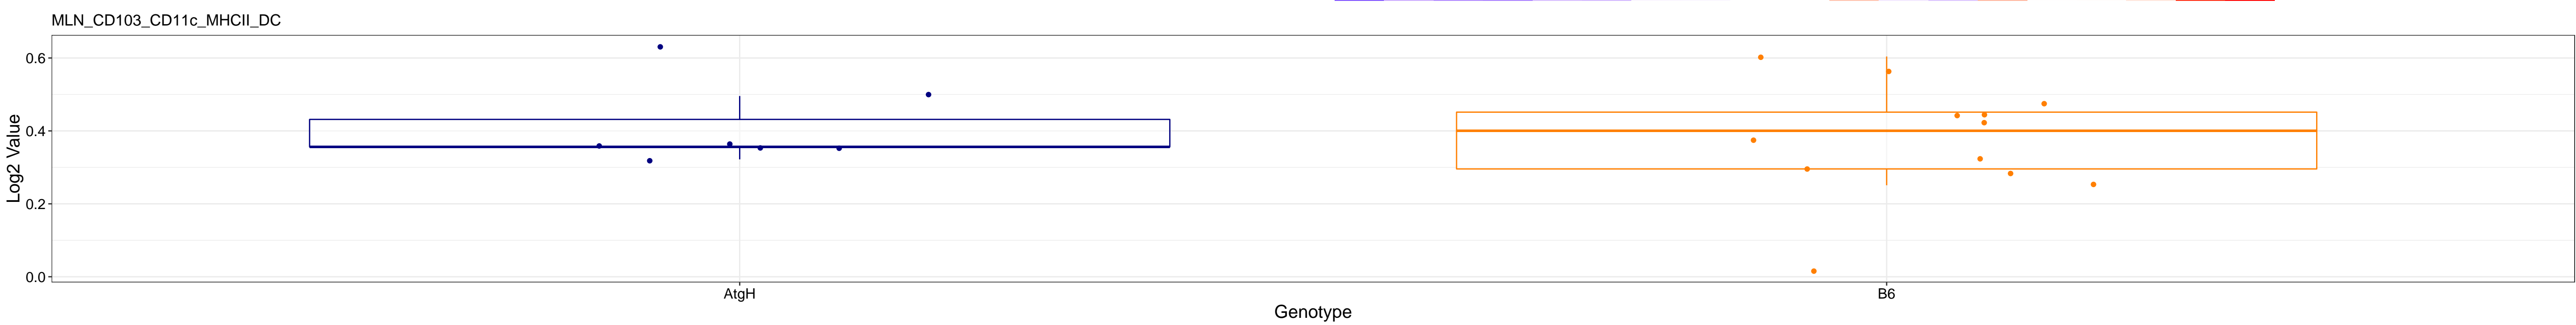 MLN_CD103_CD11c_MHCII_DC
Log2 Value
0.6
0.4
0.2
0.0
AtgH
B6
Genotype